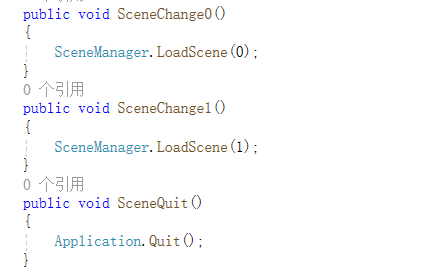 public void SceneChange0()
{
SceneManager.LoadScene(0);
}
0 个引用
public void SceneChange1()
{
SceneManager.LoadScene(1);
}
0 个引用
public void SceneQuit()
{
Application.Quit();
}